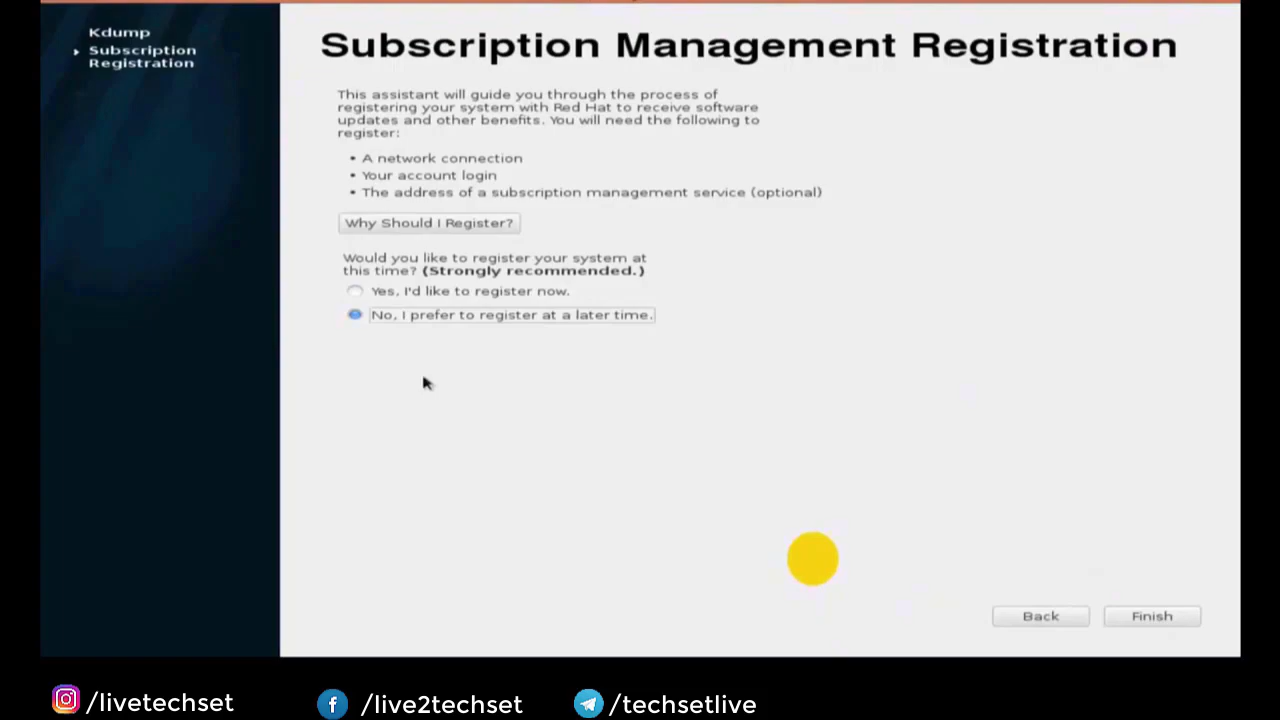 Kdump
Subscription
Registration
Subscription Management Registration
This assistant will guide you through the process of
registering your system with Red Hat to receive software
updates and other benefits. You will need the following to
register:
• A network connection
• Your account login
• The address of a subscription management service (optional)
Why Should I Register?
Would you like to register your system at
this time? (Strongly recommended.)
Yes, I'd like to register now.
No, I prefer to register at a later time.
Back
Finish
/livetechset
/live2techset
/techsetlive